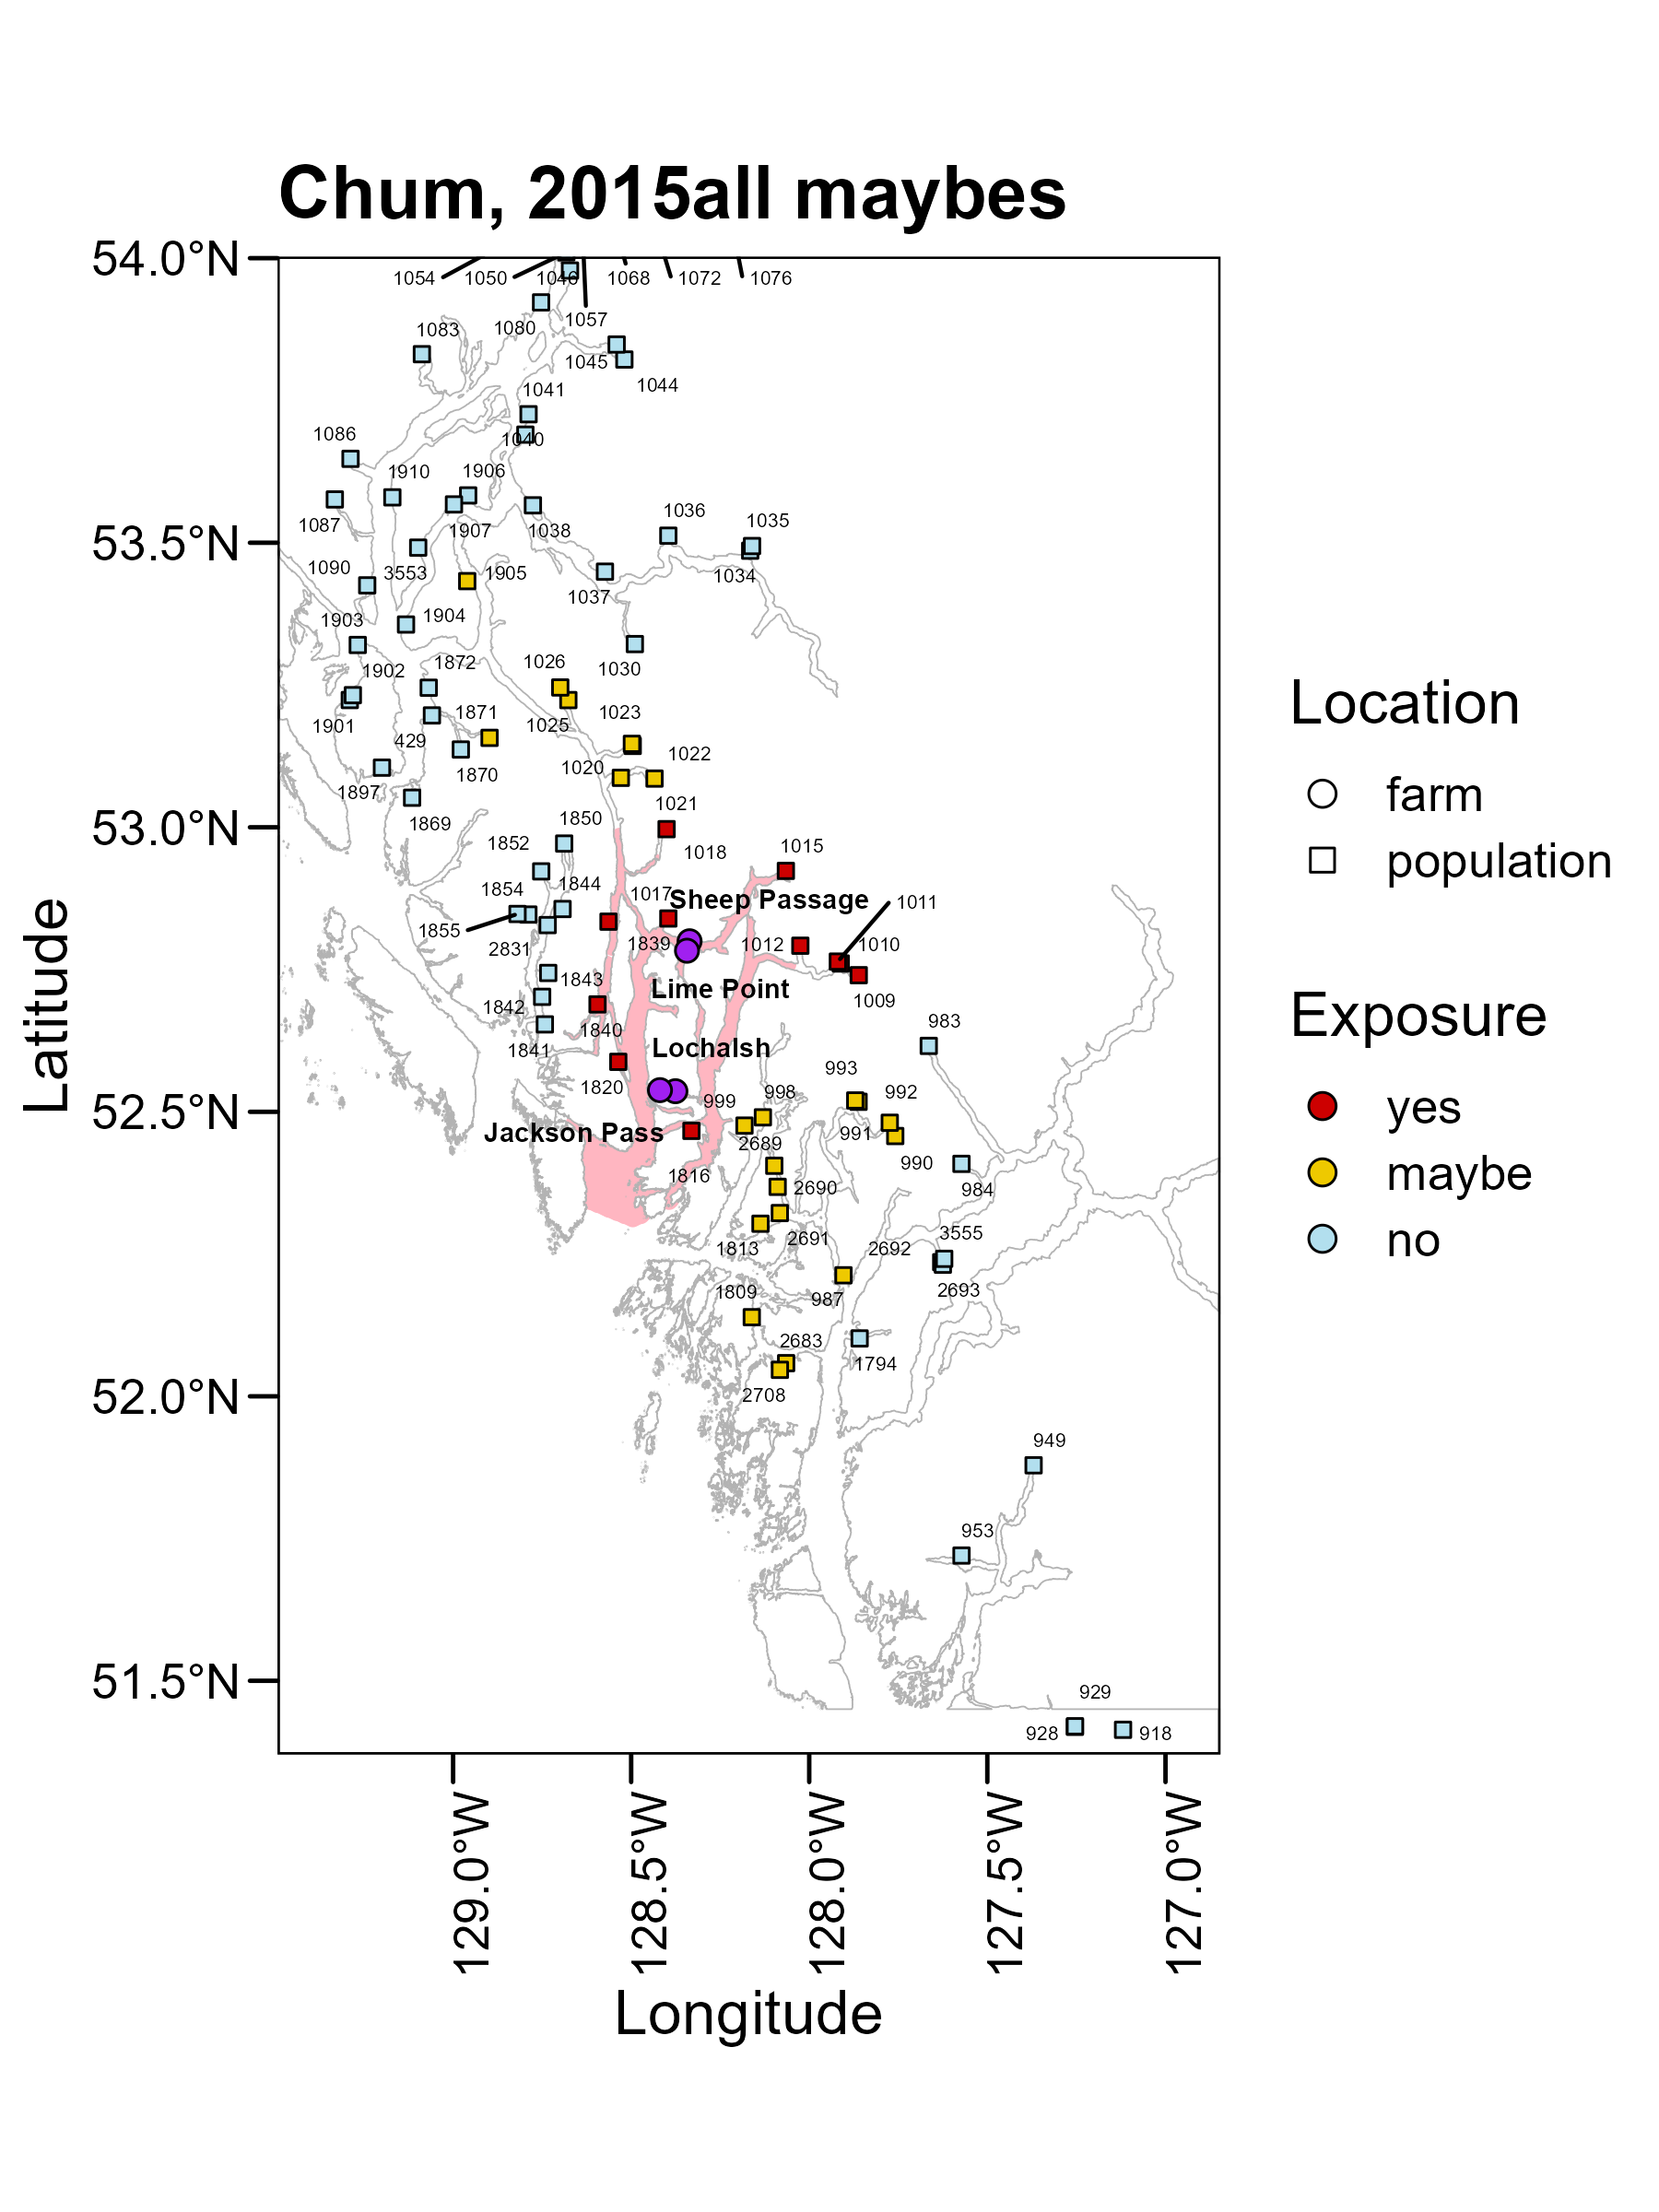 Chum, 2015all maybes
54.0°N
53.5°N
53.0°N
52.5°N
52.0°N
51.5°N
Latitude
1054 1050 1046 1068 1072 1076
1057
1083 1080
1045
1044
1041
1040
1086
1910 1906
1087 1907 1038 1036 1035
1090 3553 1905 1037 1034
1903 1904
1902 1872 1026 1030
1901 429 1871 1025 1023
1897 1870 1020 1022
1869 1850 1021
1852 1018 1015
1854 1844 1017 Sheep Passage 1011
1855 2831 1839 1012 1010
1843 Lime Point 1009
1842 1840 983
1841 Lochalsh
1820 999 998 993 992
Jackson Pass 2689 991 990
1816 2690 984
1813 2691 2692 3555
1809 987 2693
2683 1794
2708
949
953
929
928 918
129.0°W
128.5°W
128.0°W
127.5°W
127.0°W
Longitude
Location
farm
population
Exposure
yes
maybe
no